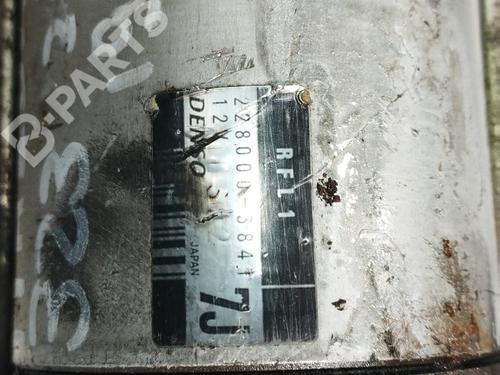 RF11
228000-3841
12V
DENSO
JAPAN
7J
323
B-PARTS